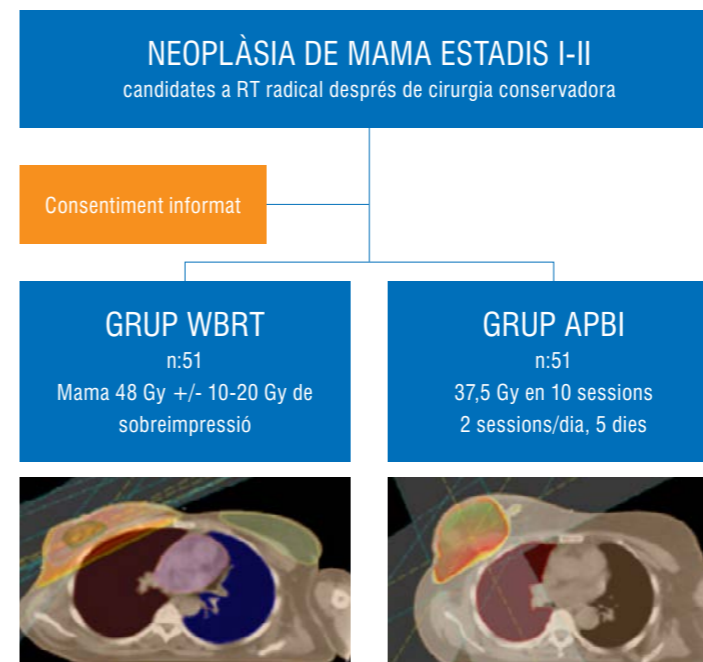 NEOPLÀSIA DE MAMA ESTADIS I-II
candidates a RT radical després de cirurgia conservadora
Consentiment informat
GRUP WBRT
n:51
Mama 48 Gy +/- 10-20 Gy de
sobreimpressió
GRUP APBI
n:51
37,5 Gy en 10 sessions
2 sessions/dia, 5 dies